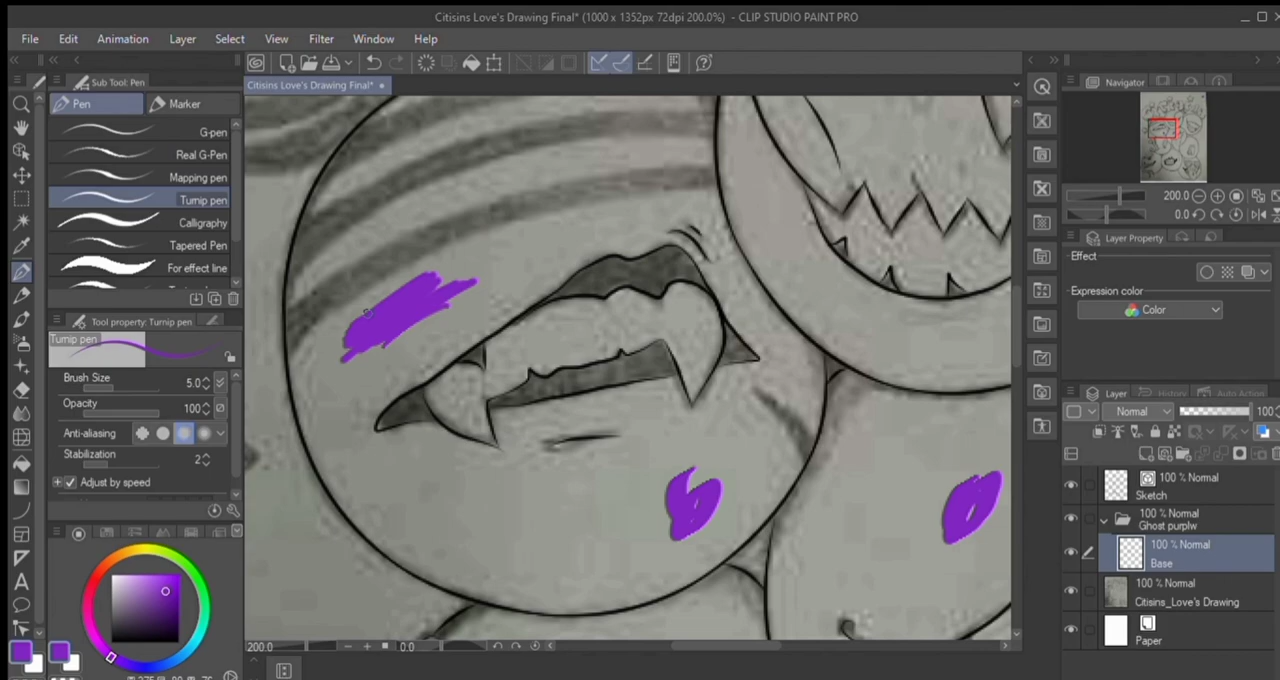 Citisins Love's Drawing Final* (1000 x 1352px 72dpi 200.0%) - CLIP STUDIO PAINT PRO
File Edit Animation Layer Select View Filter Window Help
Sub Tool: Pen
Citisins Love's Drawing Final*
Navigator
Pen Marker
G-pen
Real G-Pen
Mapping pen
Turnip pen
Calligraphy
Tapered Pen
For effect line
Tool property: Turnip pen
Turnip pen
Brush Size 5.0
Opacity 100
Anti-aliasing
Stabilization 2
Adjust by speed
200.0 0.0
200.0
0.0
Layer Property
Effect
Expression color
Color
Layer History Auto Action
Normal 100
100 % Normal
Sketch
100 % Normal
Ghost purplw
100 % Normal
Base
100 % Normal
Citisins_Love's Drawing
Paper